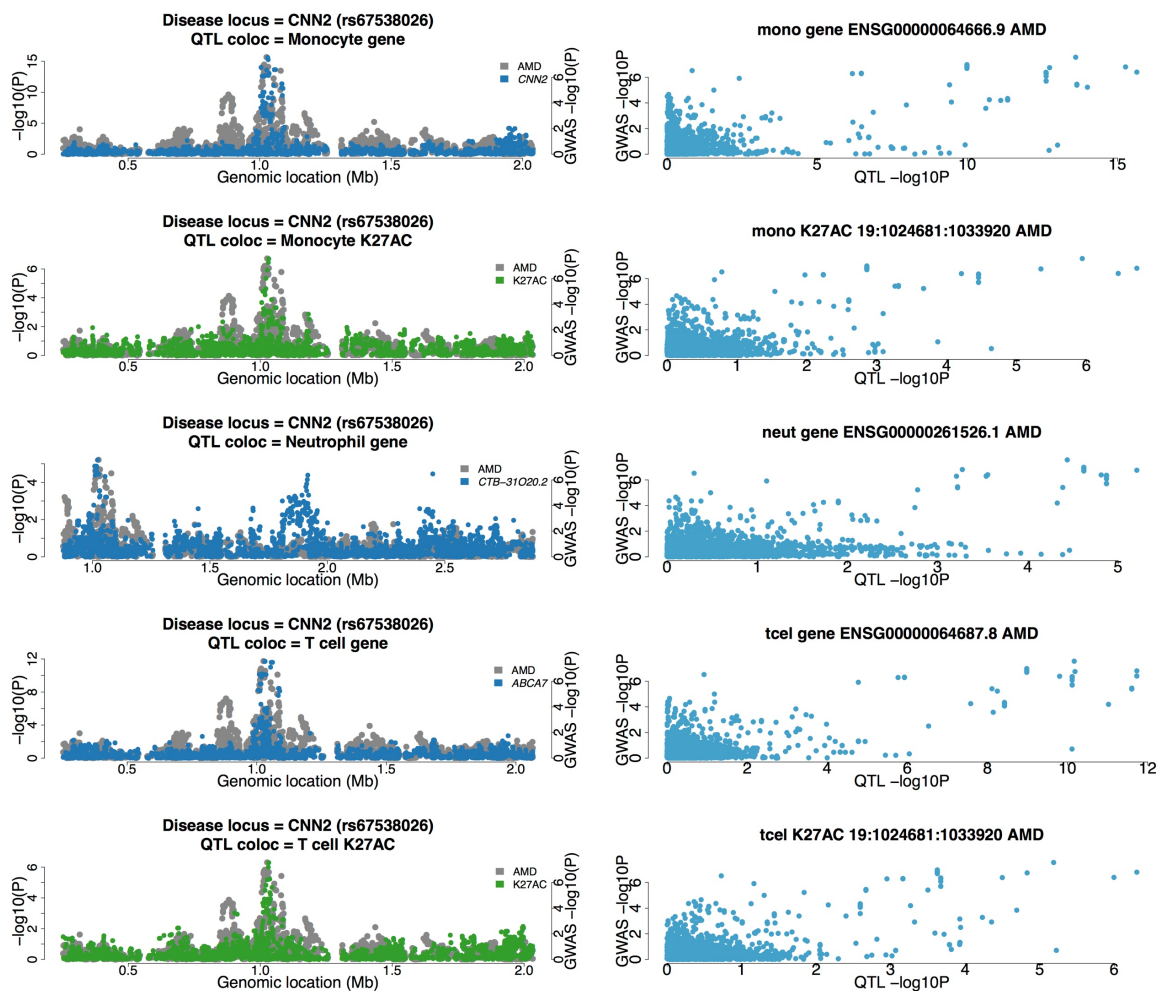 Disease locus = CNN2 (rs67538026)
QTL coloc = Monocyte gene
−log10(P)
15
10
5
0
AMD
CNN2
6
4
2
0
GWAS −log10(P)
0.5
1.0
1.5
2.0
Genomic location (Mb)
mono gene ENSG00000064666.9 AMD
GWAS −log10P
6
4
2
0
0
5
10
15
QTL −log10P
Disease locus = CNN2 (rs67538026)
QTL coloc = Monocyte K27AC
−log10(P)
6
4
2
0
AMD
K27AC
6
4
2
0
GWAS −log10(P)
0.5
1.0
1.5
2.0
Genomic location (Mb)
mono K27AC 19:1024681:1033920 AMD
GWAS −log10P
6
4
2
0
0
1
2
3
4
5
6
QTL −log10P
Disease locus = CNN2 (rs67538026)
QTL coloc = Neutrophil gene
−log10(P)
4
2
0
AMD
CTB−31O20.2
6
4
2
0
GWAS −log10(P)
1.0
1.5
2.0
2.5
Genomic location (Mb)
neut gene ENSG00000261526.1 AMD
GWAS −log10P
6
4
2
0
0
1
2
3
4
5
QTL −log10P
Disease locus = CNN2 (rs67538026)
QTL coloc = T cell gene
−log10(P)
12
8
4
0
AMD
ABCA7
6
4
2
0
GWAS −log10(P)
0.5
1.0
1.5
2.0
Genomic location (Mb)
tcel gene ENSG00000064687.8 AMD
GWAS −log10P
6
4
2
0
0
2
4
6
8
10
12
QTL −log10P
Disease locus = CNN2 (rs67538026)
QTL coloc = T cell K27AC
−log10(P)
6
4
2
0
AMD
K27AC
6
4
2
0
GWAS −log10(P)
0.5
1.0
1.5
2.0
Genomic location (Mb)
tcel K27AC 19:1024681:1033920 AMD
GWAS −log10P
6
4
2
0
0
1
2
3
4
5
6
QTL −log10P